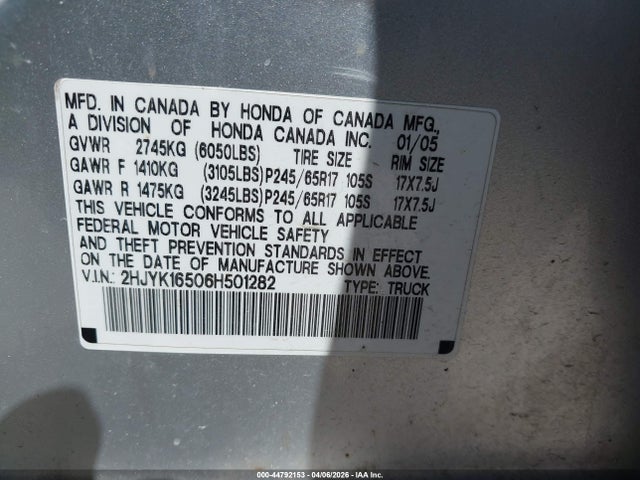 MFD. IN CANADA BY HONDA OF CANADA MFG.,
A DIVISION OF HONDA CANADA INC. 01/05
GVWR 2745KG (6050LBS) TIRE SIZE RIM SIZE
GAWR F 1410KG (3105LBS)P245/65R17 105S 17X7.5J
GAWR R 1475KG (3245LBS)P245/65R17 105S 17X7.5J
THIS VEHICLE CONFORMS TO ALL APPLICABLE
FEDERAL MOTOR VEHICLE SAFETY
AND THEFT PREVENTION STANDARDS IN EFFECT
ON THE DATE OF MANUFACTURE SHOWN ABOVE.
V.I.N.: 2HJYK16506H501282 TYPE: TRUCK
000-44792153 - 04/06/2026 - IAA Inc.